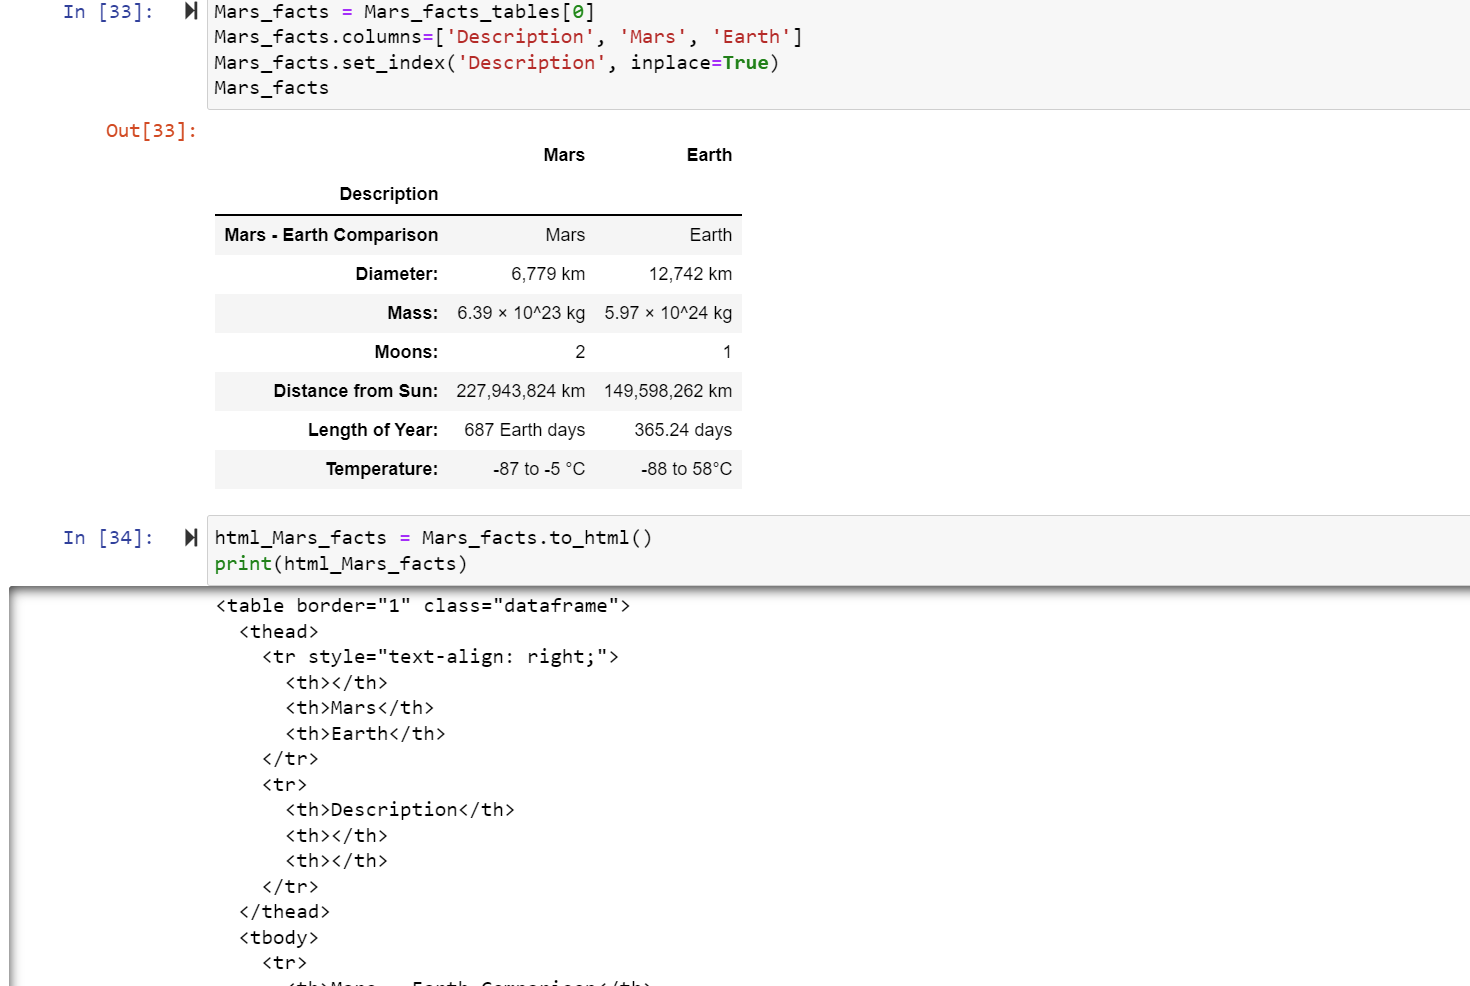 In [33]: Mars_facts = Mars_facts_tables[0]
Mars_facts.columns=['Description', 'Mars', 'Earth']
Mars_facts.set_index('Description', inplace=True)
Mars_facts
Out[33]:
Mars Earth
Description
Mars - Earth Comparison Mars Earth
Diameter: 6,779 km 12,742 km
Mass: 6.39 × 10^23 kg 5.97 × 10^24 kg
Moons: 2 1
Distance from Sun: 227,943,824 km 149,598,262 km
Length of Year: 687 Earth days 365.24 days
Temperature: -87 to -5 °C -88 to 58°C
In [34]: html_Mars_facts = Mars_facts.to_html()
print(html_Mars_facts)
<table border="1" class="dataframe">
<thead>
<tr style="text-align: right;">
<th></th>
<th>Mars</th>
<th>Earth</th>
</tr>
<tr>
<th>Description</th>
<th></th>
<th></th>
</tr>
</thead>
<tbody>
<tr>
<th>Mars - Earth Comparison</th>